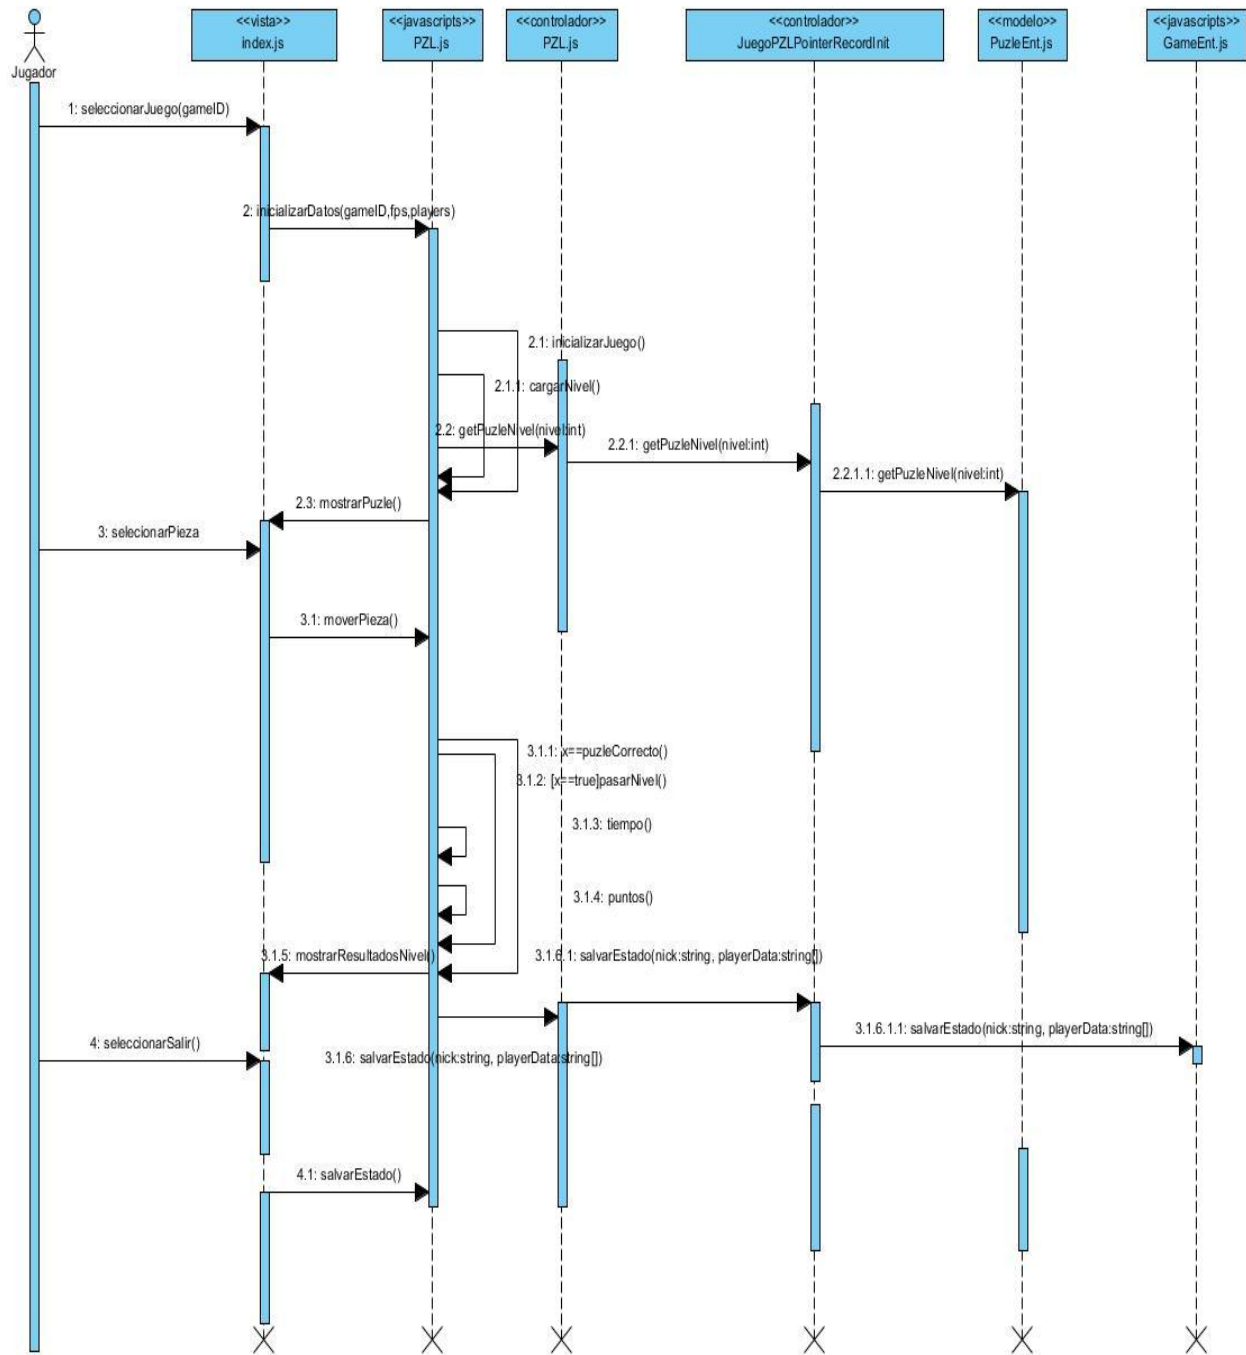 <<vista>>
index.js
<<javascripts>>
PZL.js
<<controlador>>
PZL.js
<<controlador>>
JuegoPZLPointerRecordInit
<<modelo>>
PuzleEnt.js
<<javascripts>>
GameEnt.js
Jugador
1: seleccionarJuego(gameID)
2: inicializarDatos(gameID,fps,players)
2.1: inicializarJuego()
2.1.1: cargarNivel()
2.2: getPuzleNivel(nivel:int)
2.2.1: getPuzleNivel(nivel:int)
2.2.1.1: getPuzleNivel(nivel:int)
2.3: mostrarPuzle()
3: selecionarPieza
3.1: moverPieza()
3.1.1: x==puzleCorrecto()
3.1.2: [x==true]pasarNivel()
3.1.3: tiempo()
3.1.4: puntos()
3.1.5: mostrarResultadosNivel()
3.1.6.1: salvarEstado(nick:string, playerData:string[])
3.1.6.1.1: salvarEstado(nick:string, playerData:string[])
4: seleccionarSalir()
3.1.6: salvarEstado(nick:string, playerData:string[])
4.1: salvarEstado()